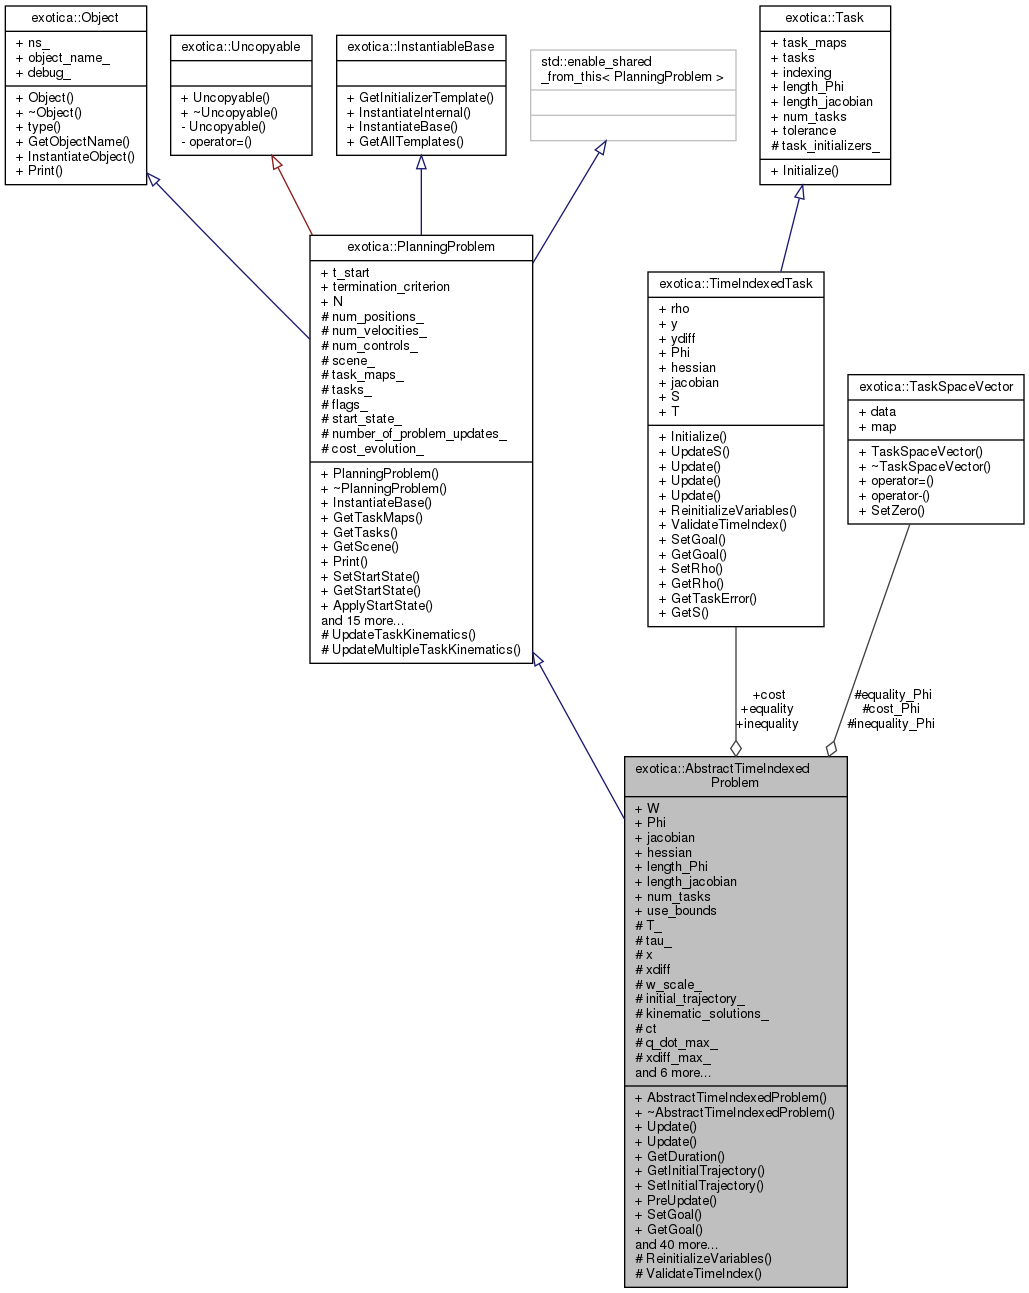 exotica::Object
+ ns_
+ object_name_
+ debug_
+ Object()
+ ~Object()
+ type()
+ GetObjectName()
+ InstantiateObject()
+ Print()
exotica::Uncopyable
+ Uncopyable()
+ ~Uncopyable()
- Uncopyable()
- operator=()
exotica::InstantiableBase
+ GetInitializerTemplate()
+ InstantiateInternal()
+ InstantiateBase()
+ GetAllTemplates()
std::enable_shared
_from_this< PlanningProblem >
exotica::Task
+ task_maps
+ tasks
+ indexing
+ length_Phi
+ length_jacobian
+ num_tasks
+ tolerance
# task_initializers_
+ Initialize()
exotica::PlanningProblem
+ t_start
+ termination_criterion
+ N
# num_positions_
# num_velocities_
# num_controls_
# scene_
# task_maps_
# tasks_
# flags_
# start_state_
# number_of_problem_updates_
# cost_evolution_
+ PlanningProblem()
+ ~PlanningProblem()
+ InstantiateBase()
+ GetTaskMaps()
+ GetTasks()
+ GetScene()
+ Print()
+ SetStartState()
+ GetStartState()
+ ApplyStartState()
and 15 more...
# UpdateTaskKinematics()
# UpdateMultipleTaskKinematics()
exotica::TimeIndexedTask
+ rho
+ y
+ ydiff
+ Phi
+ hessian
+ jacobian
+ S
+ T
+ Initialize()
+ UpdateS()
+ Update()
+ Update()
+ Update()
+ ReinitializeVariables()
+ ValidateTimeIndex()
+ SetGoal()
+ GetGoal()
+ SetRho()
+ GetRho()
+ GetTaskError()
+ GetS()
exotica::TaskSpaceVector
+ data
+ map
+ TaskSpaceVector()
+ ~TaskSpaceVector()
+ operator=()
+ operator-()
+ SetZero()
+cost
+equality
+inequality
#equality_Phi
#cost_Phi
#inequality_Phi
exotica::AbstractTimeIndexed
Problem
+ W
+ Phi
+ jacobian
+ hessian
+ length_Phi
+ length_jacobian
+ num_tasks
+ use_bounds
# T_
# tau_
# x
# xdiff
# w_scale_
# initial_trajectory_
# kinematic_solutions_
# ct
# q_dot_max_
# xdiff_max_
and 6 more...
+ AbstractTimeIndexedProblem()
+ ~AbstractTimeIndexedProblem()
+ Update()
+ Update()
+ GetDuration()
+ GetInitialTrajectory()
+ SetInitialTrajectory()
+ PreUpdate()
+ SetGoal()
+ GetGoal()
and 40 more...
# ReinitializeVariables()
# ValidateTimeIndex()